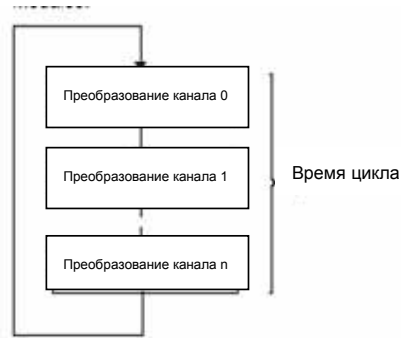 Преобразование канала 0
Преобразование канала 1
Время цикла
Преобразование канала n